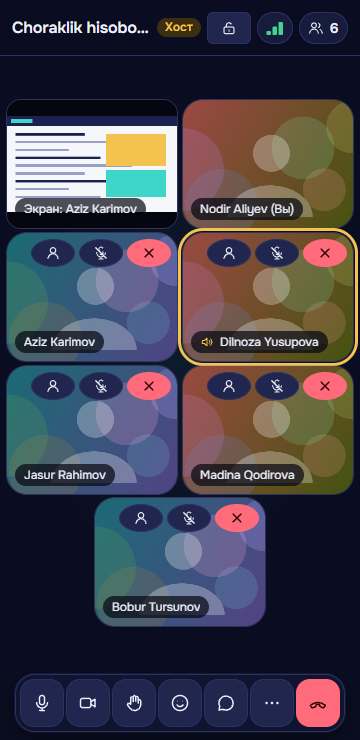 Choraklik hisobo...
Хост
6
Экран: Aziz Karimov
Nodir Aliyev (Вы)
Aziz Karimov
Dilnoza Yusupova
Jasur Rahimov
Madina Qodirova
Bobur Tursunov